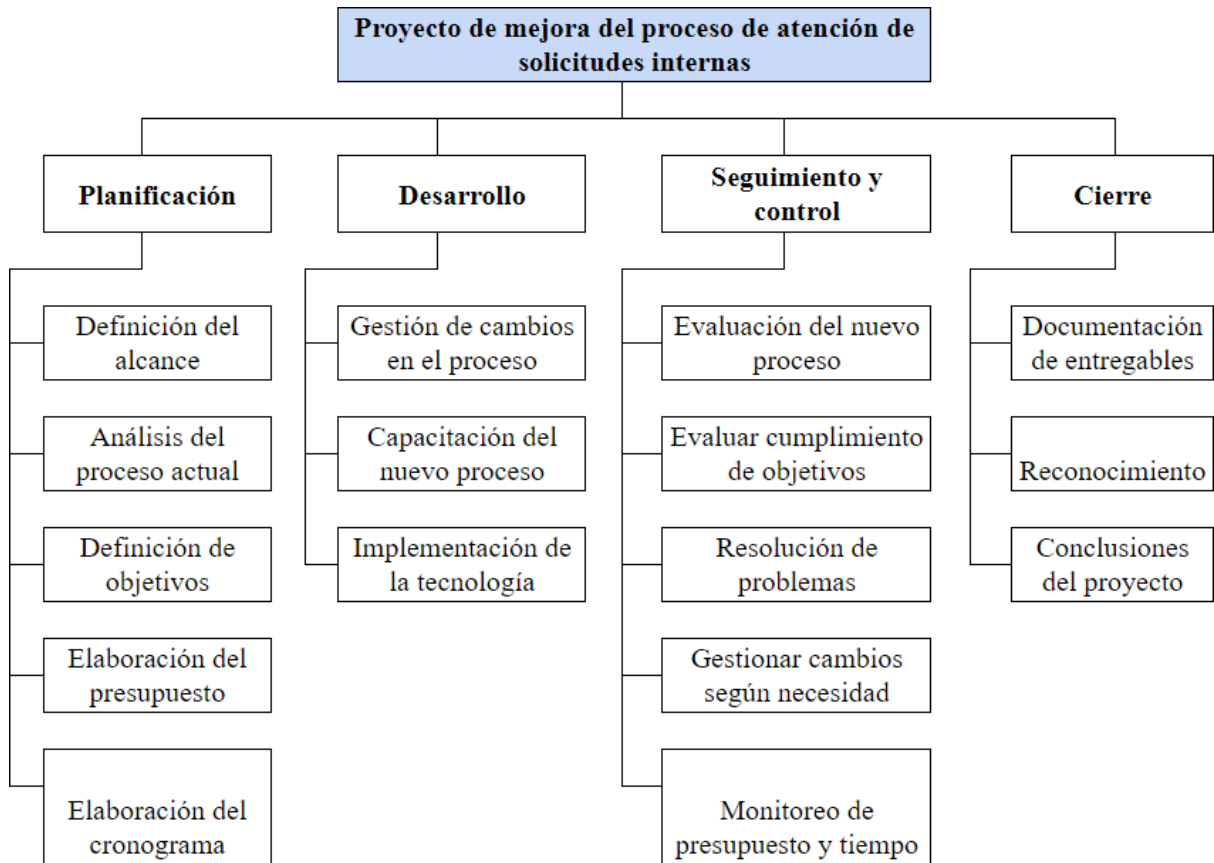 Proyecto de mejora del proceso de atención de
solicitudes internas
Planificación
Desarrollo
Seguimiento y
control
Cierre
Definición del
alcance
Análisis del
proceso actual
Definición de
objetivos
Elaboración del
presupuesto
Elaboración del
cronograma
Gestión de cambios
en el proceso
Capacitación del
nuevo proceso
Implementación de
la tecnología
Evaluación del nuevo
proceso
Evaluar cumplimiento
de objetivos
Resolución de
problemas
Gestionar cambios
según necesidad
Monitoreo de
presupuesto y tiempo
Documentación
de entregables
Reconocimiento
Conclusiones
del proyecto